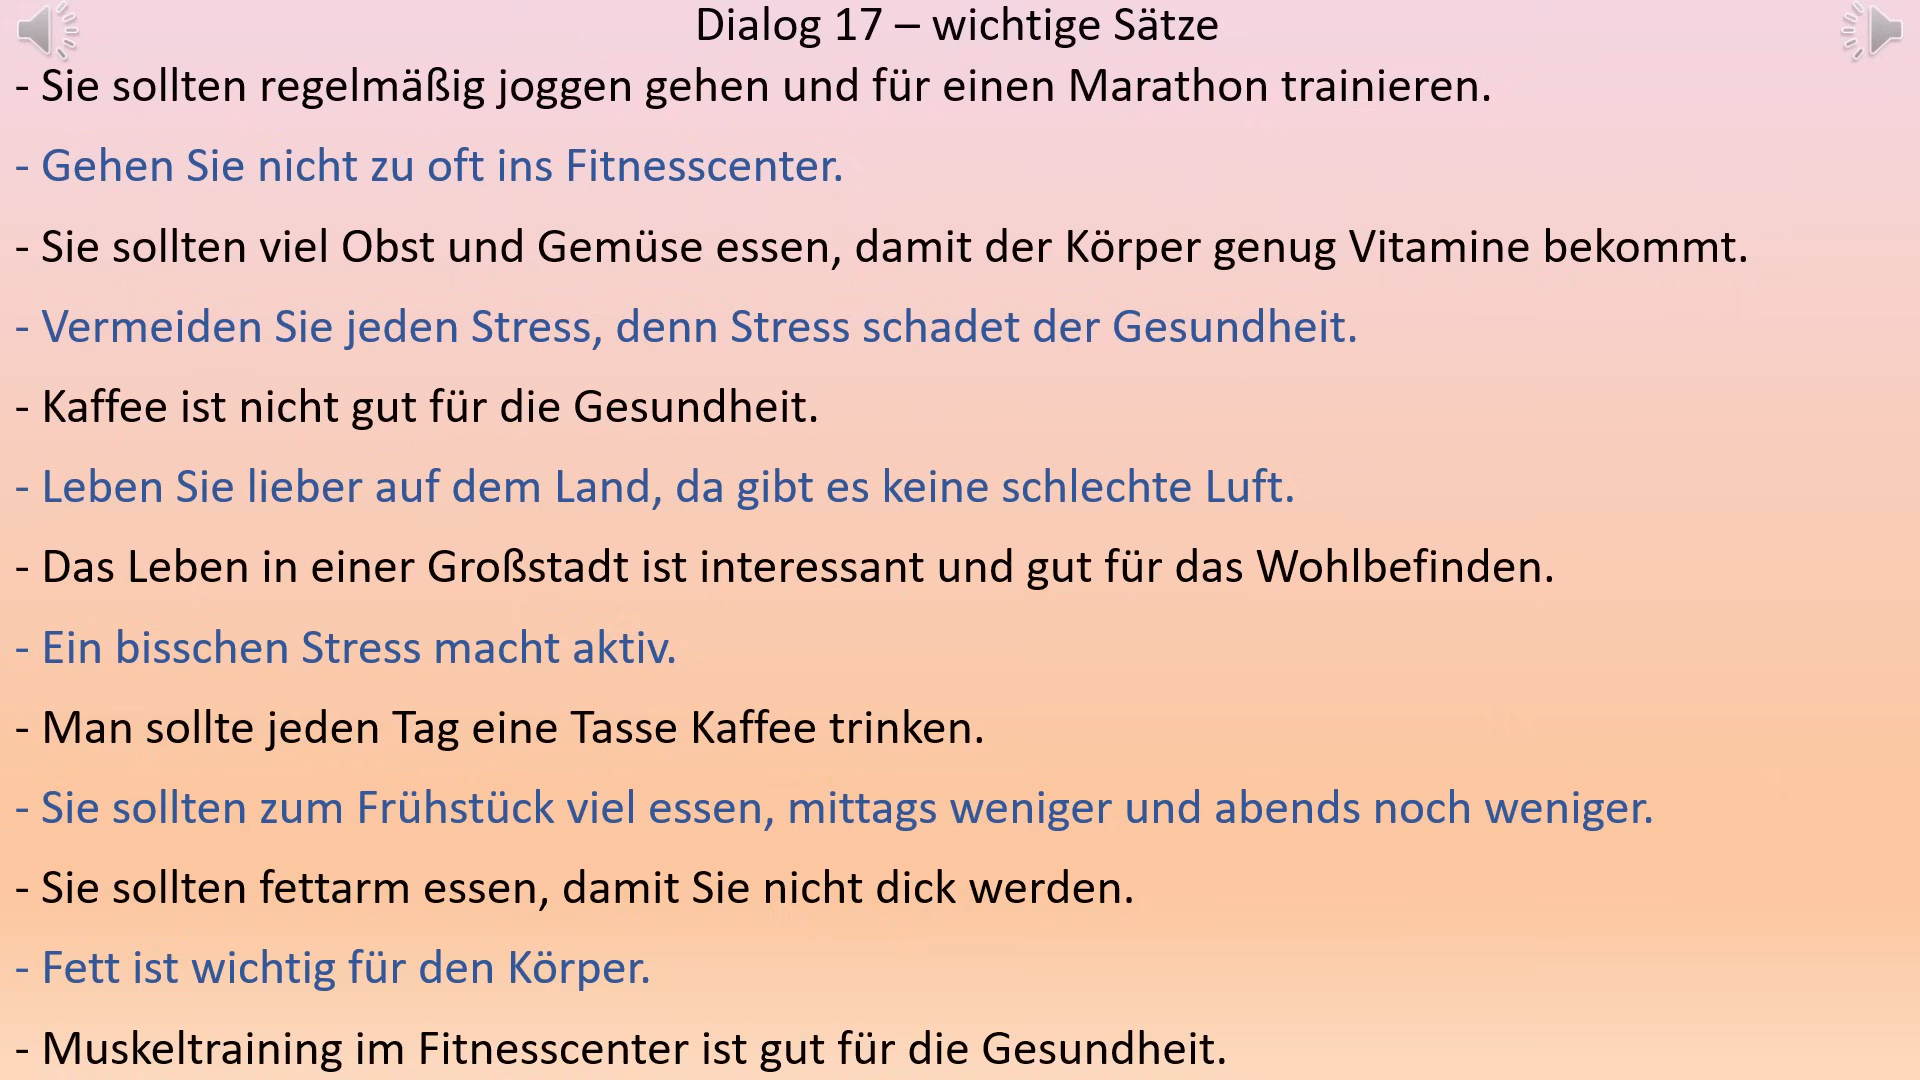 Dialog 17 – wichtige Sätze
- Sie sollten regelmäßig joggen gehen und für einen Marathon trainieren.
- Gehen Sie nicht zu oft ins Fitnesscenter.
- Sie sollten viel Obst und Gemüse essen, damit der Körper genug Vitamine bekommt.
- Vermeiden Sie jeden Stress, denn Stress schadet der Gesundheit.
- Kaffee ist nicht gut für die Gesundheit.
- Leben Sie lieber auf dem Land, da gibt es keine schlechte Luft.
- Das Leben in einer Großstadt ist interessant und gut für das Wohlbefinden.
- Ein bisschen Stress macht aktiv.
- Man sollte jeden Tag eine Tasse Kaffee trinken.
- Sie sollten zum Frühstück viel essen, mittags weniger und abends noch weniger.
- Sie sollten fettarm essen, damit Sie nicht dick werden.
- Fett ist wichtig für den Körper.
- Muskeltraining im Fitnesscenter ist gut für die Gesundheit.